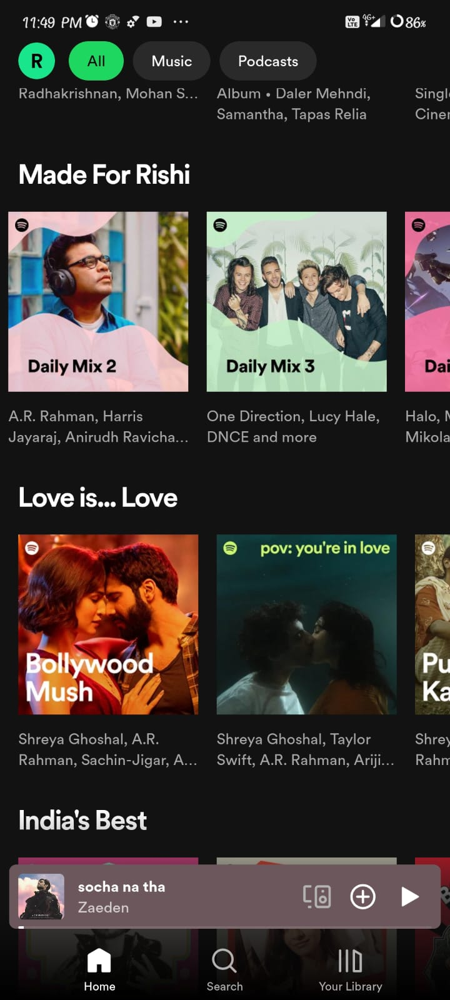 11:49 PM
Vo LTE 4G+ 86%
R All Music Podcasts
Radhakrishnan, Mohan S... Album • Daler Mehndi, Singl
Samantha, Tapas Relia Ciner
Made For Rishi
Daily Mix 2 Daily Mix 3 Dai
A.R. Rahman, Harris One Direction, Lucy Hale, Halo, M
Jayaraj, Anirudh Ravicha... DNCE and more Mikola
Love is... Love
pov: you're in love
Bollywood Pu
Mush Ka
Shreya Ghoshal, A.R. Shreya Ghoshal, Taylor Shrey
Rahman, Sachin-Jigar, A... Swift, A.R. Rahman, Ariji... Rahm
India's Best
socha na tha
Zaeden
Home Search Your Library